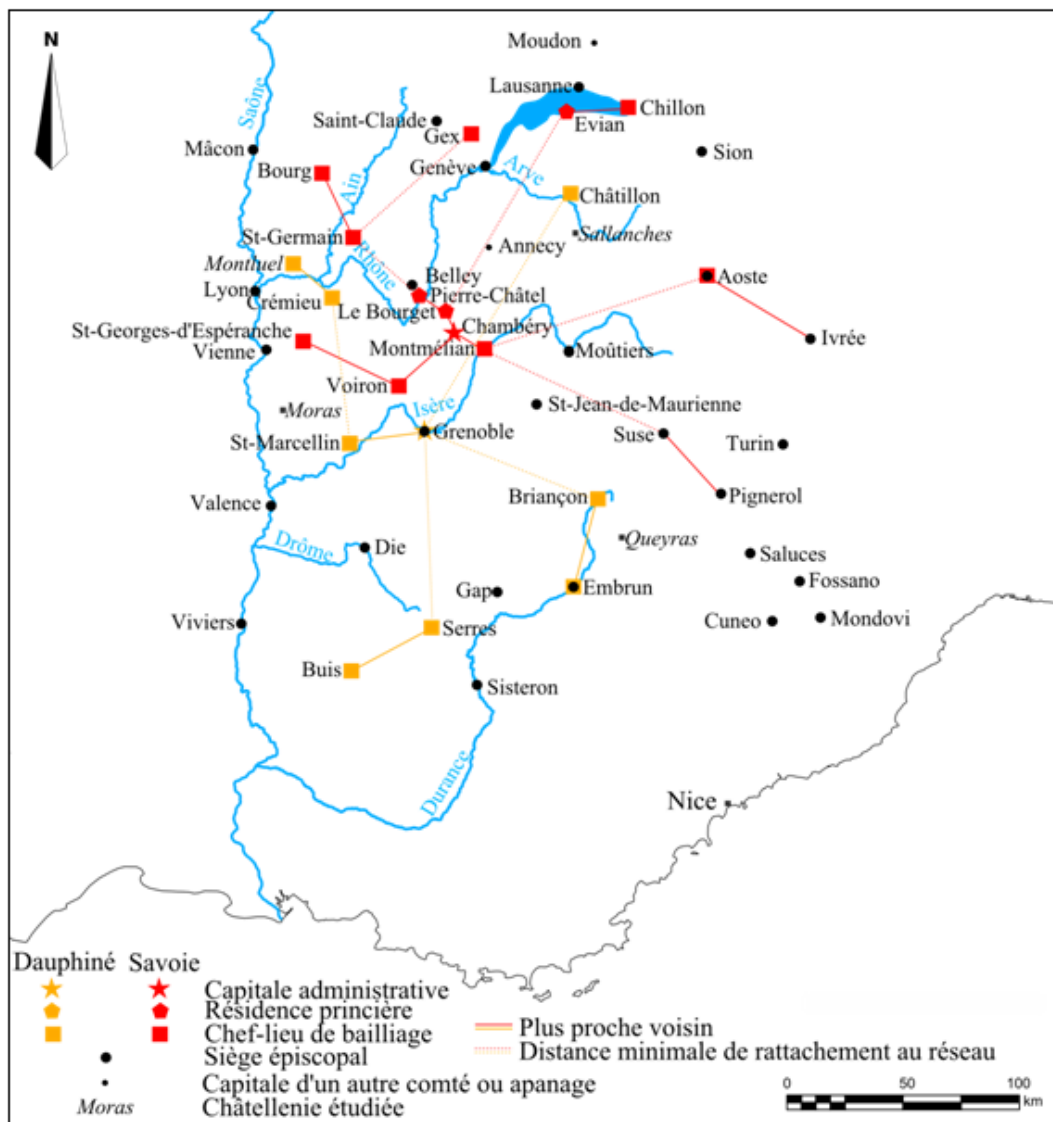 N
Moudon
Saône
Lausanne
Chillon
Evian
Saint-Claude
Gex
Mâcon
Genève
Arve
Sion
Bourg
Ain
Châtillon
St-Germain
Sallanches
Rhône
Annecy
Montluel
Belley
Aoste
Lyon
Crémieu
Pierre-Châtel
Le Bourget
Chambéry
St-Georges-d'Espéranche
Ivrée
Vienne
Montmélian
Moûtiers
Voiron
Isère
Moras
St-Jean-de-Maurienne
Grenoble
Suse
St-Marcellin
Turin
Briançon
Pignerol
Valence
Queyras
Drôme
Die
Saluces
Gap
Embrun
Fossano
Viviers
Serres
Cuneo
Mondovi
Buis
Sisteron
Durance
Nice
Dauphiné Savoie
Capitale administrative
Résidence princière
Chef-lieu de bailliage
Siège épiscopal
Capitale d'un autre comté ou apanage
Moras Châtellenie étudiée
Plus proche voisin
Distance minimale de rattachement au réseau
0 50 100
km